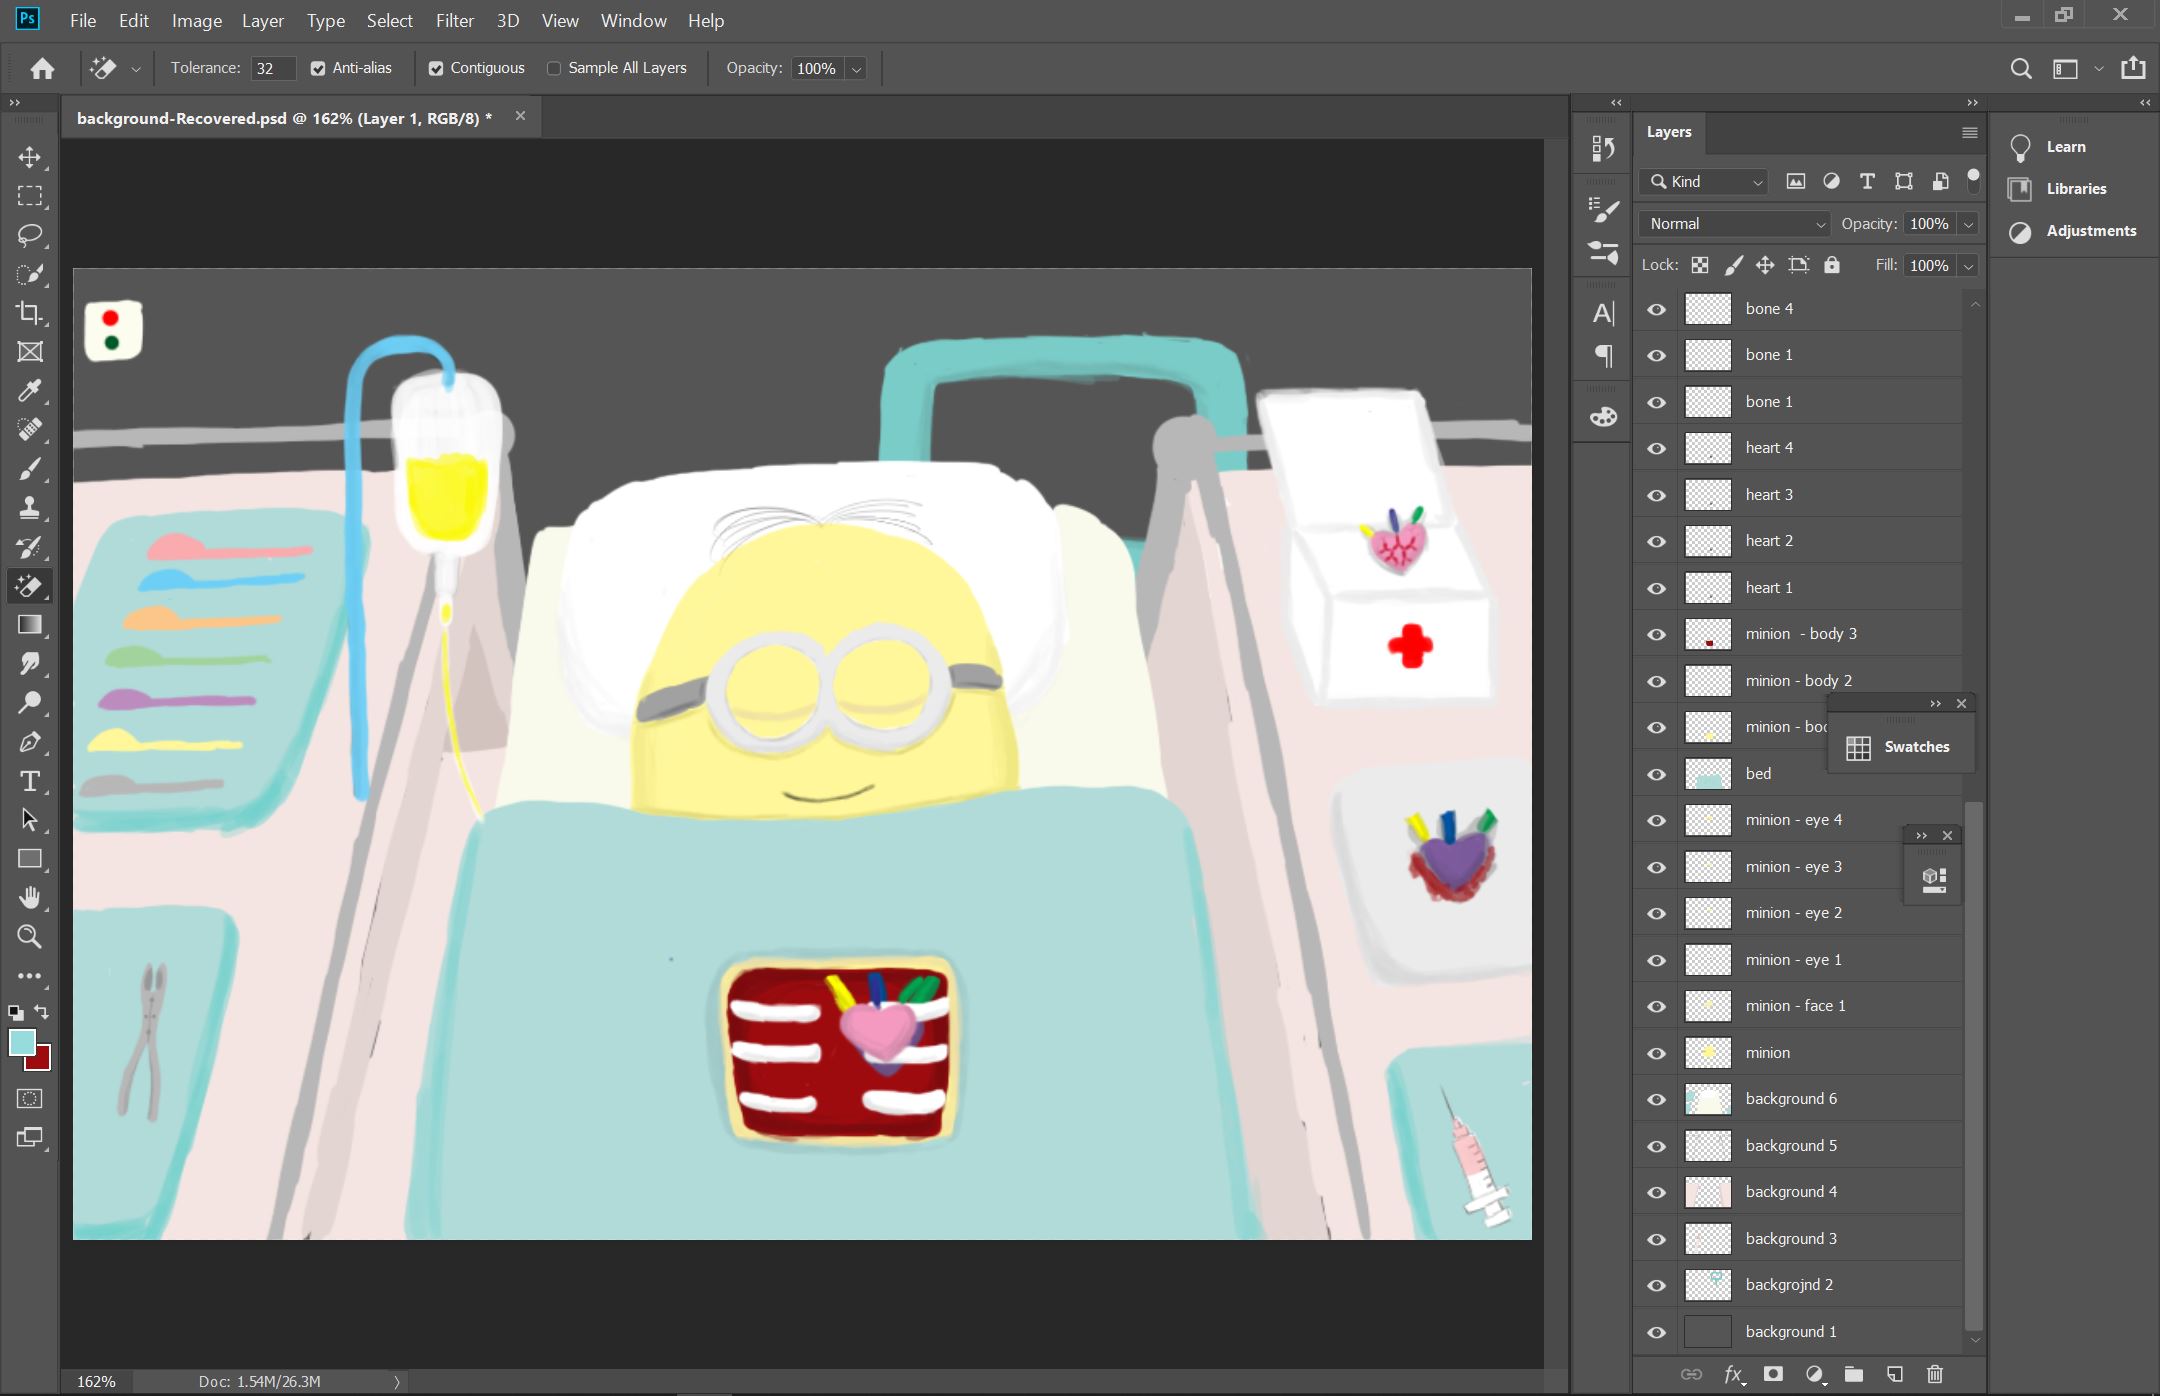 Ps File Edit Image Layer Type Select Filter 3D View Window Help
Tolerance: 32 Anti-alias Contiguous Sample All Layers Opacity: 100%
background-Recovered.psd @ 162% (Layer 1, RGB/8) *
Layers
Kind
Normal Opacity: 100%
Lock: Fill: 100%
bone 4
bone 1
bone 1
heart 4
heart 3
heart 2
heart 1
minion - body 3
minion - body 2
minion - bod
bed
minion - eye 4
minion - eye 3
minion - eye 2
minion - eye 1
minion - face 1
minion
background 6
background 5
background 4
background 3
backgrojnd 2
background 1
Swatches
Learn
Libraries
Adjustments
162% Doc: 1.54M/26.3M